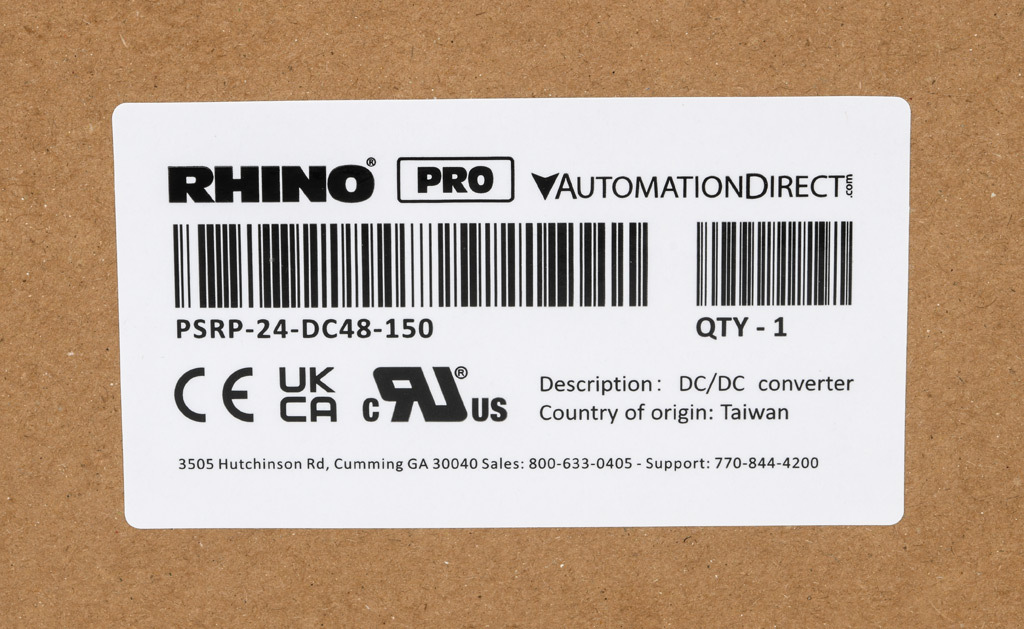 RHINO® PRO AUTOMATIONDIRECT.com
PSRP-24-DC48-150 QTY - 1
CE UK CA c RU® US
Description: DC/DC converter
Country of origin: Taiwan
3505 Hutchinson Rd, Cumming GA 30040 Sales: 800-633-0405 - Support: 770-844-4200